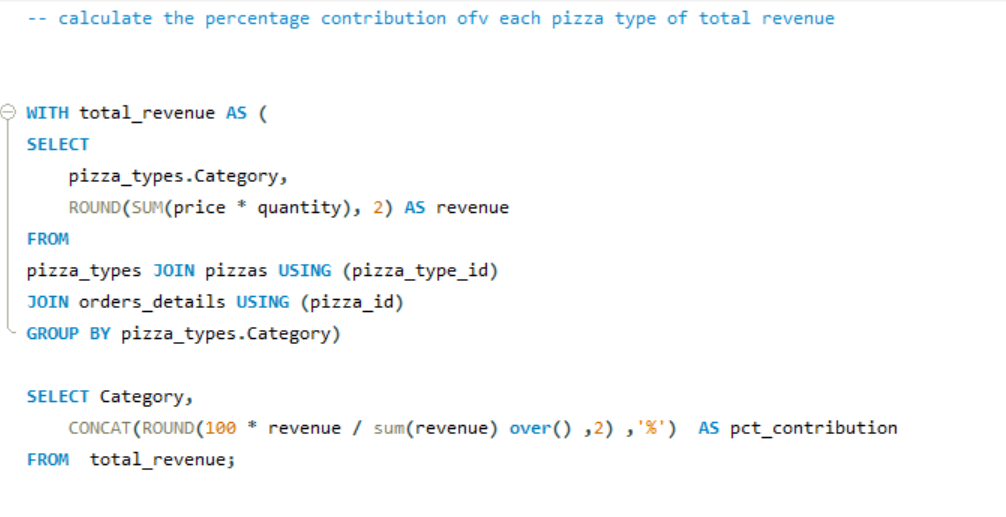 -- calculate the percentage contribution ofv each pizza type of total revenue
WITH total_revenue AS (
SELECT
pizza_types.Category,
ROUND(SUM(price * quantity), 2) AS revenue
FROM
pizza_types JOIN pizzas USING (pizza_type_id)
JOIN orders_details USING (pizza_id)
GROUP BY pizza_types.Category)
SELECT Category,
CONCAT(ROUND(100 * revenue / sum(revenue) over() ,2) ,'%')  AS pct_contribution
FROM  total_revenue;